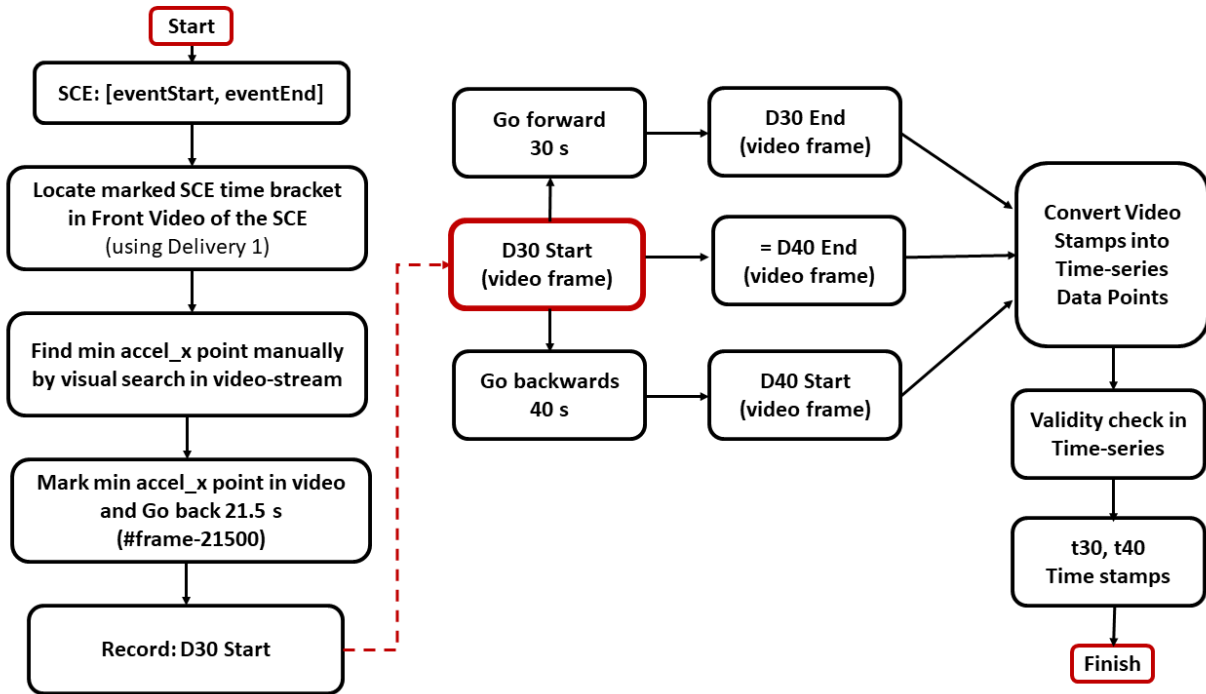 Start
SCE: [eventStart, eventEnd]
Locate marked SCE time bracket
in Front Video of the SCE
(using Delivery 1)
Find min accel_x point manually
by visual search in video-stream
Mark min accel_x point in video
and Go back 21.5 s
(#frame-21500)
Record: D30 Start
Go forward
30 s
D30 End
(video frame)
D30 Start
(video frame)
= D40 End
(video frame)
Go backwards
40 s
D40 Start
(video frame)
Convert Video
Stamps into
Time-series
Data Points
Validity check in
Time-series
t30, t40
Time stamps
Finish